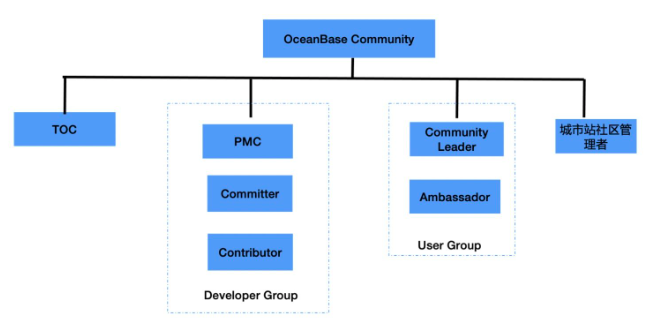 OceanBase Community
TOC
PMC
Committer
Contributor
Developer Group
Community
Leader
Ambassador
User Group
城市站社区管
理者